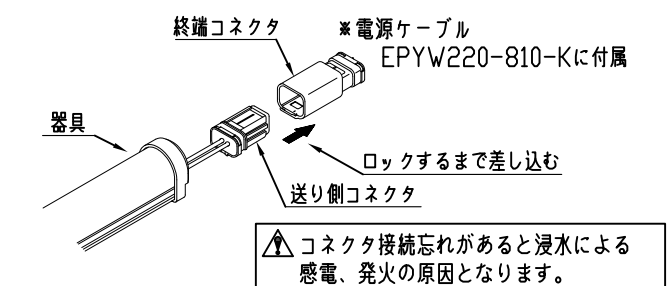 終端コネクタ
※電源ケーブル
EPYW220-810-Kに付属
器具
ロックするまで差し込む
送り側コネクタ
コネクタ接続忘れがあると浸水による
感電、発火の原因となります。